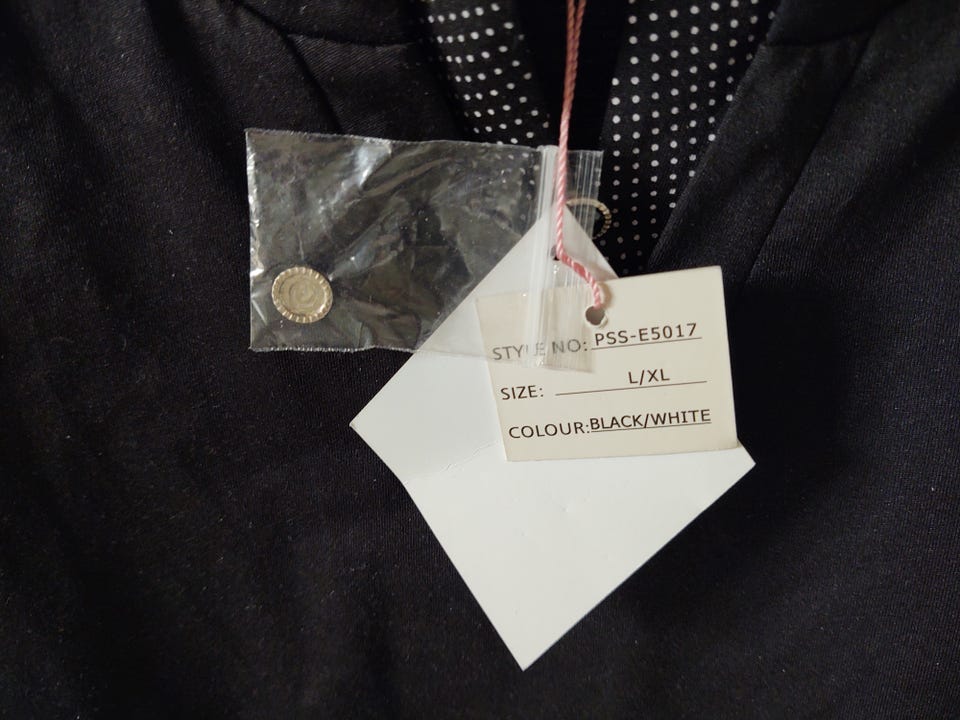 STYLE NO: PSS-E5017
SIZE: L/XL
COLOUR:BLACK/WHITE